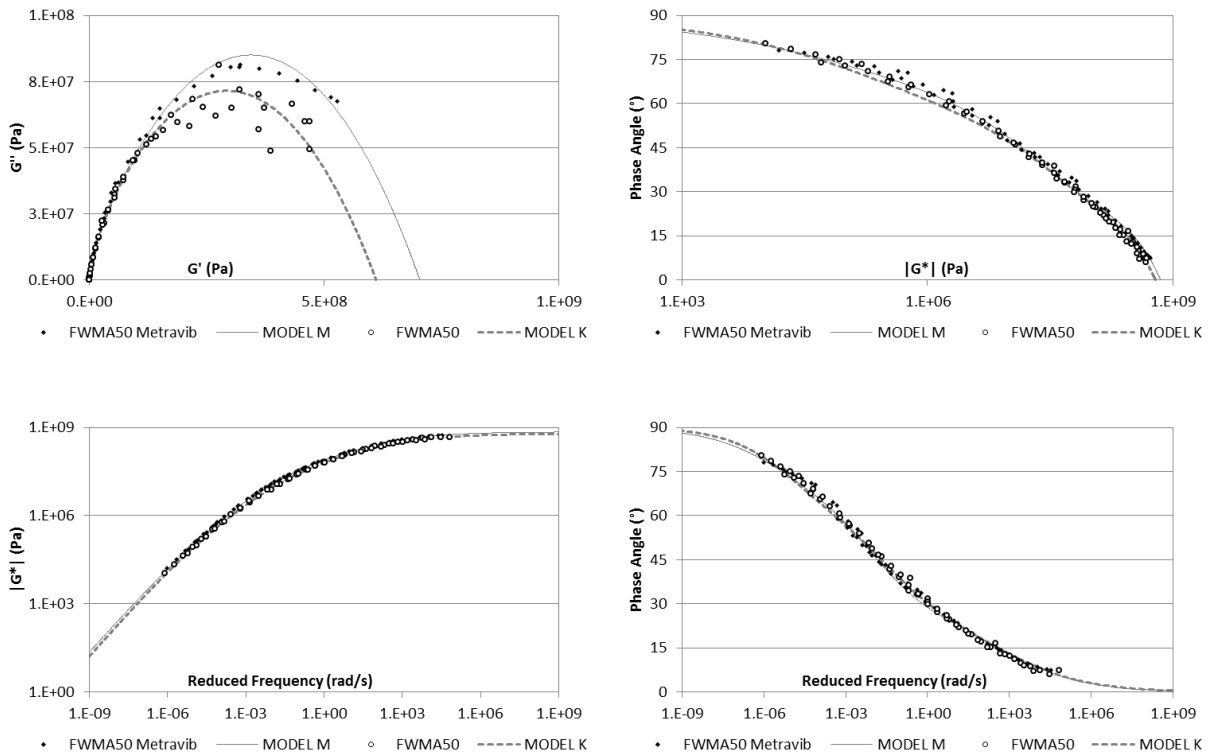 1.E+08
8.E+07
5.E+07
3.E+07
0.E+00
G'' (Pa)
G' (Pa)
0.E+00 5.E+08 1.E+09
FWMA50 Metravib MODEL M FWMA50 MODEL K
90
75
60
45
30
15
0
Phase Angle (°)
|G*| (Pa)
1.E+03 1.E+06 1.E+09
FWMA50 Metravib MODEL M FWMA50 MODEL K
1.E+09
1.E+06
1.E+03
1.E+00
|G*| (Pa)
Reduced Frequency (rad/s)
1.E-09 1.E-06 1.E-03 1.E+00 1.E+03 1.E+06 1.E+09
FWMA50 Metravib MODEL M FWMA50 MODEL K
90
75
60
45
30
15
0
Phase Angle (°)
Reduced Frequency (rad/s)
1.E-09 1.E-06 1.E-03 1.E+00 1.E+03 1.E+06 1.E+09
FWMA50 Metravib MODEL M FWMA50 MODEL K